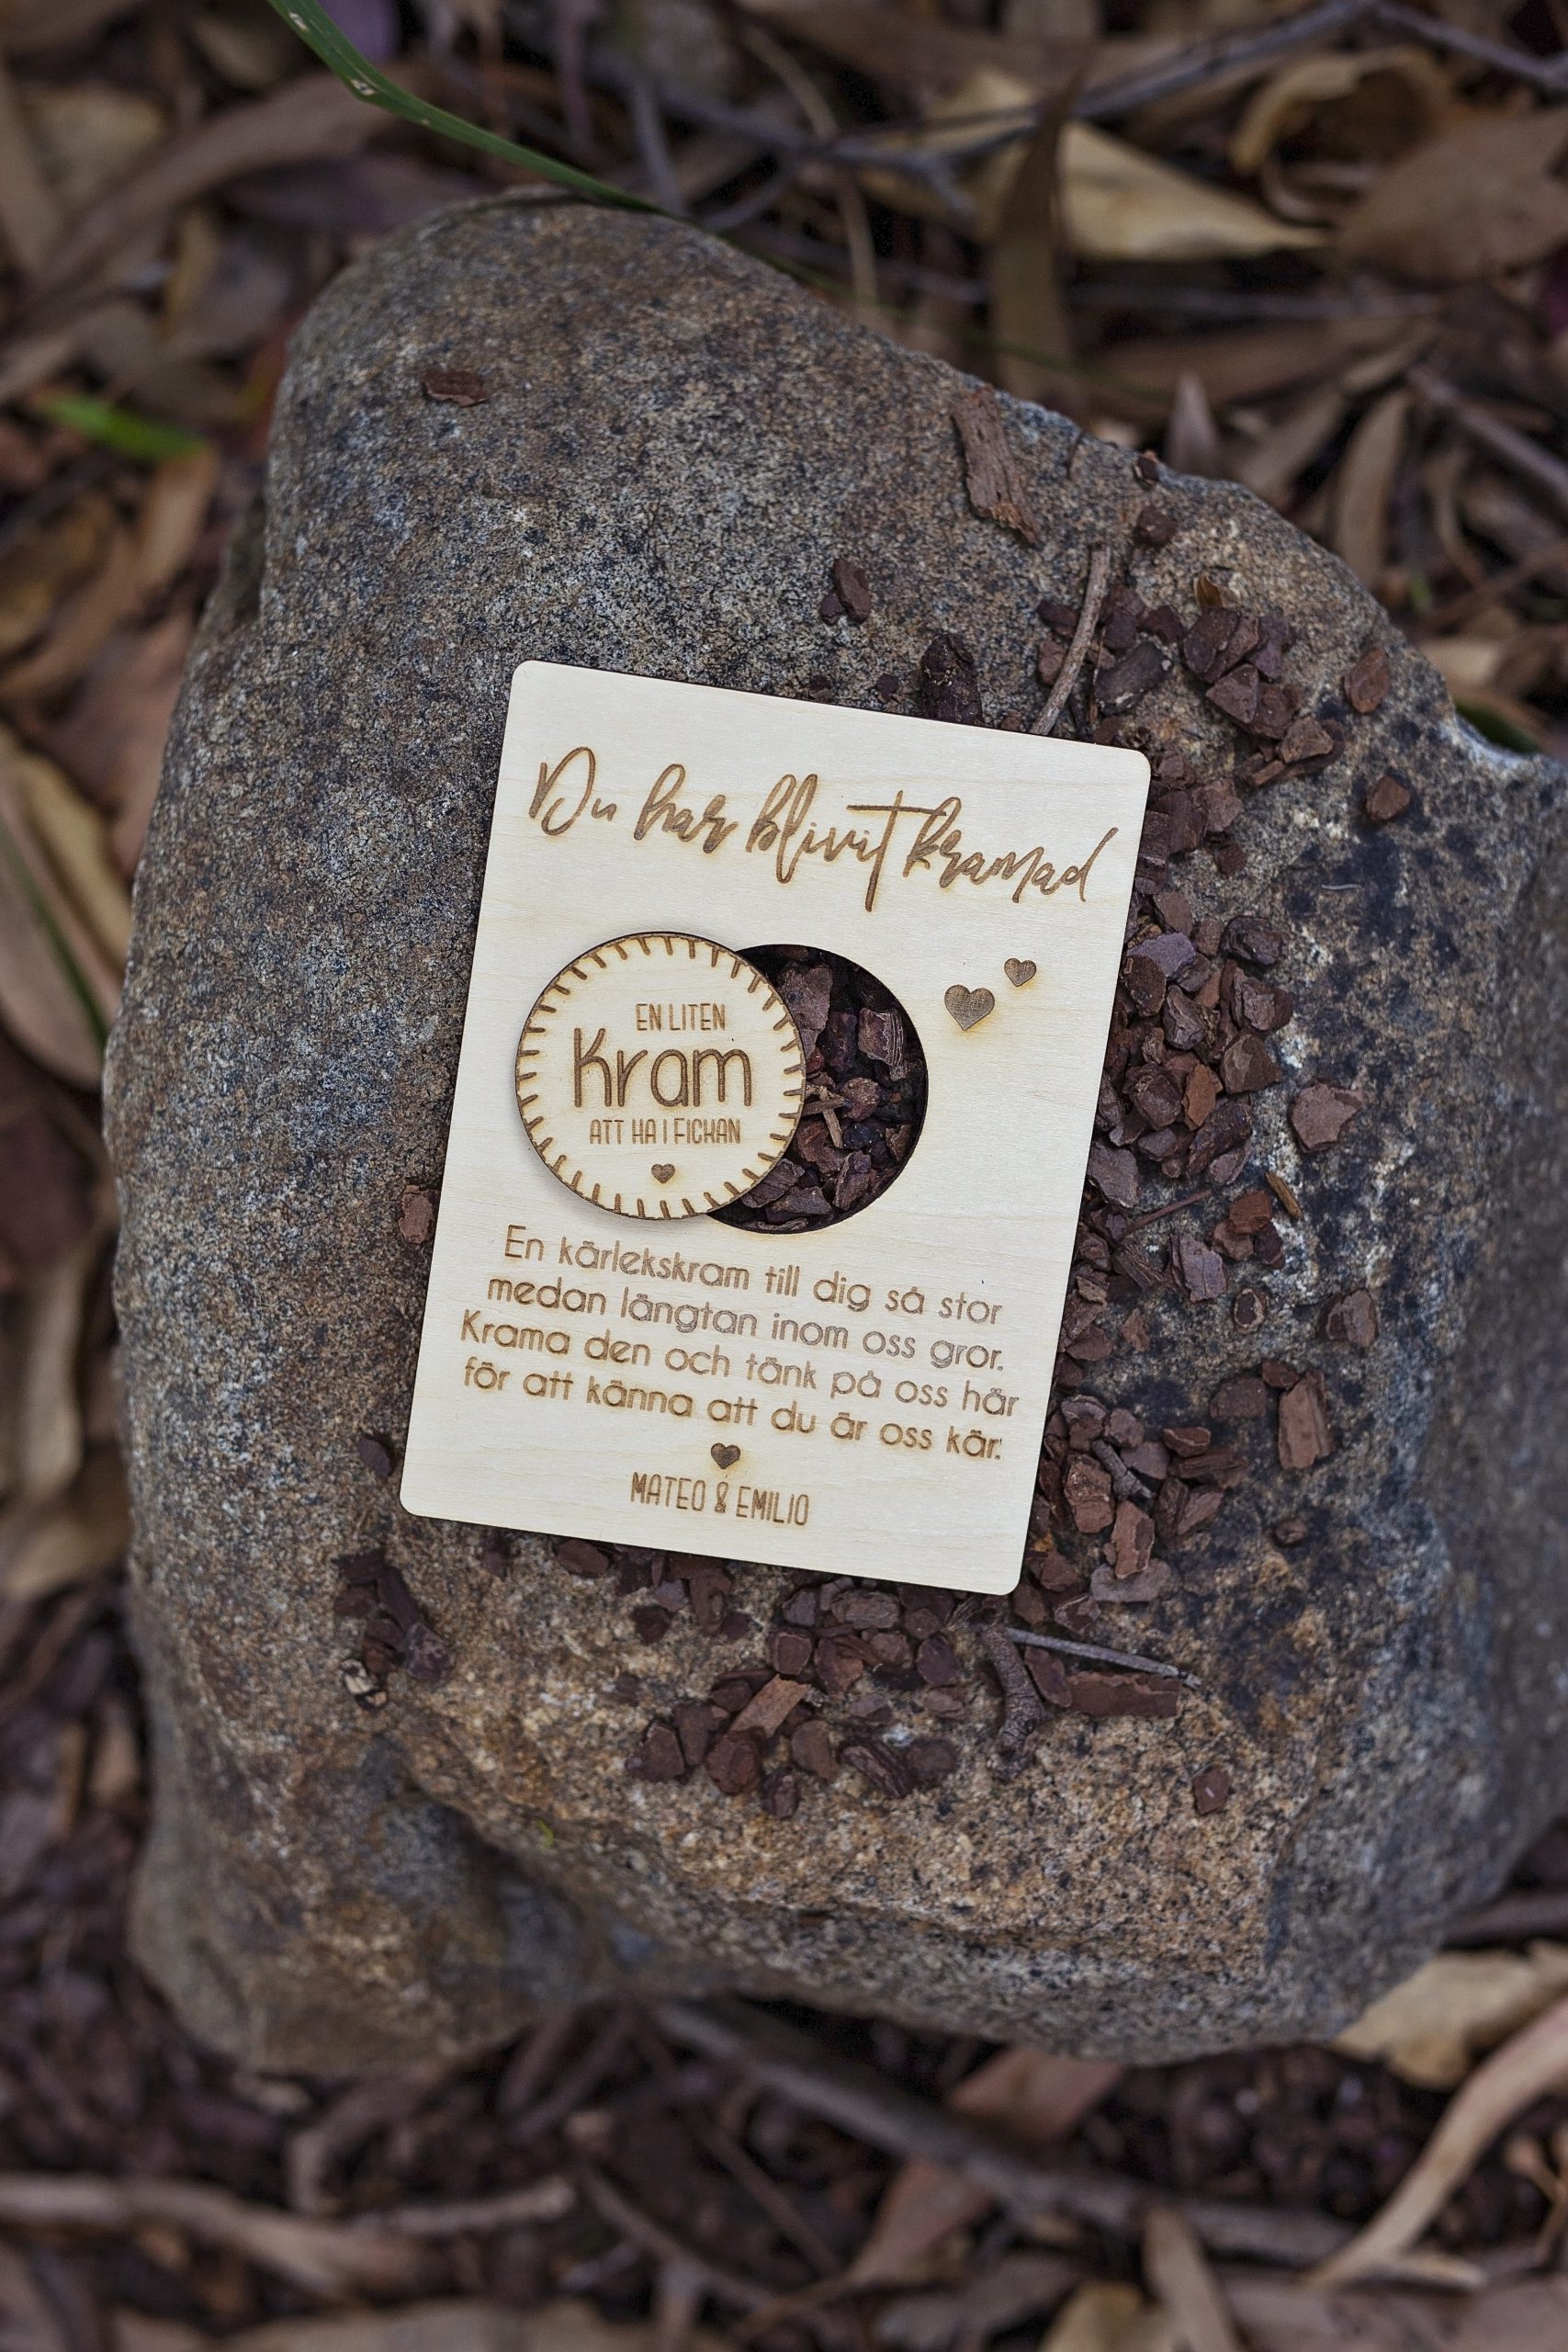 Du har blivit kramad
EN LITEN
Kram
ATT HA I FICKAN
En kärlekskram till dig så stor
medan längtan inom oss gror.
Krama den och tänk på oss här
för att känna att du är oss kär.
MATEO & EMILIO